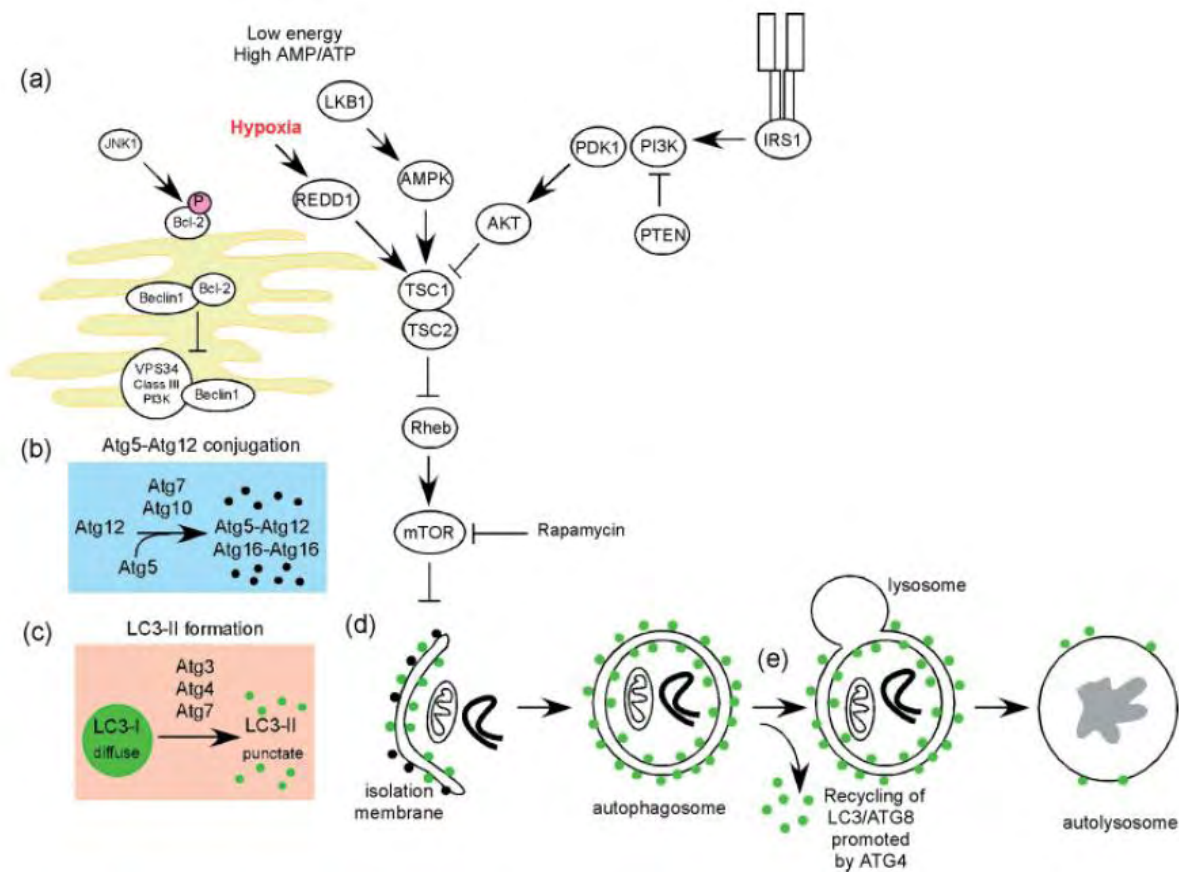 Low energy
High AMP/ATP
(a)
LKB1
Hypoxia
JNK1
IRS1
PDK1
PI3K
AMPK
P
REDD1
Bcl-2
AKT
PTEN
Beclin1
Bcl-2
TSC1
TSC2
VPS34
Class III
PI3K
Beclin1
Rheb
(b)
Atg5-Atg12 conjugation
Atg7
Atg10
Atg12
Atg5-Atg12
Atg16-Atg16
Atg5
mTOR
Rapamycin
lysosome
(c)
LC3-II formation
(d)
(e)
Atg3
Atg4
Atg7
LC3-I
diffuse
LC3-II
punctate
isolation
membrane
autophagosome
Recycling of
LC3/ATG8
promoted
by ATG4
autolysosome